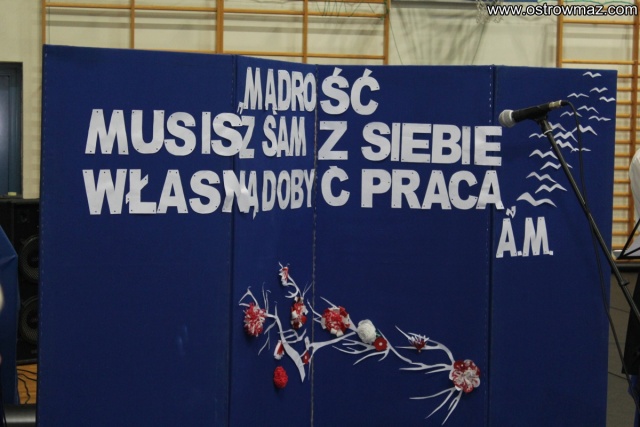 www.ostrowmaz.com
„MĄDROŚĆ
MUSISZ SAM Z SIEBIE
WŁASNĄ DOBYĆ PRACĄ
A.M.